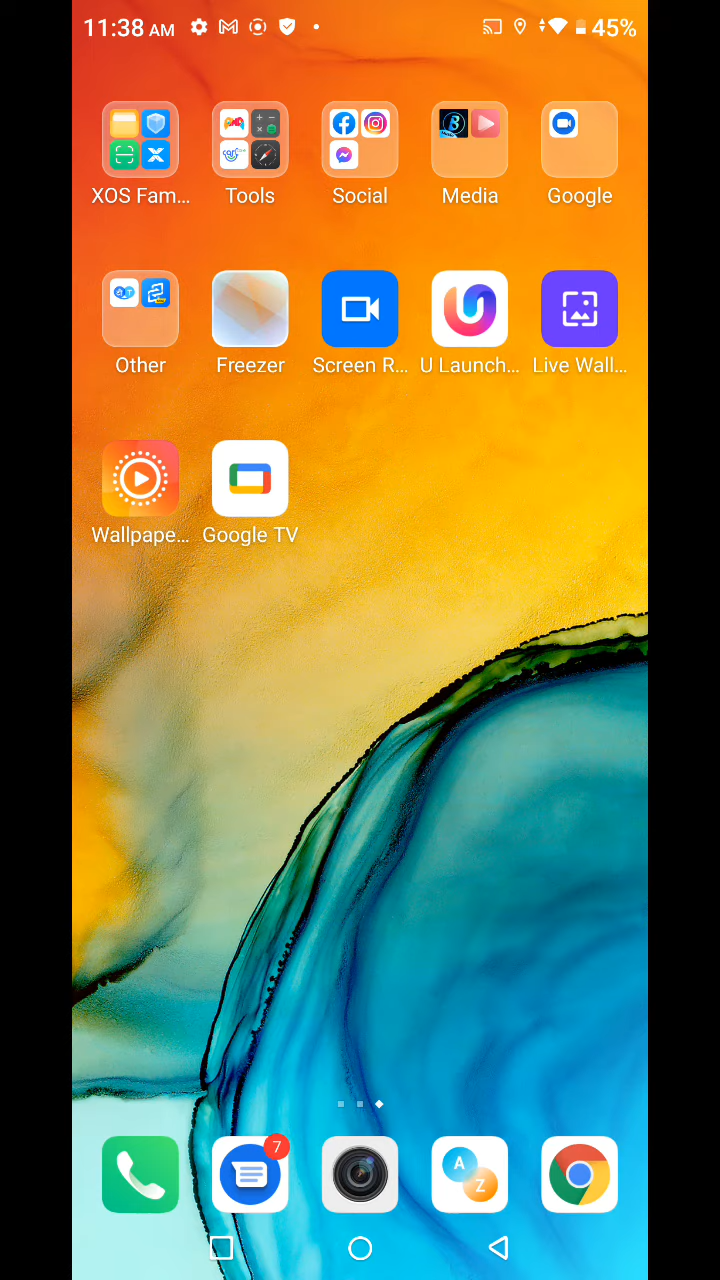 11:38 AM 45%
XOS Fam... Tools Social Media Google
Other Freezer Screen R... U Launch... Live Wall...
Wallpape... Google TV
7
A
Z